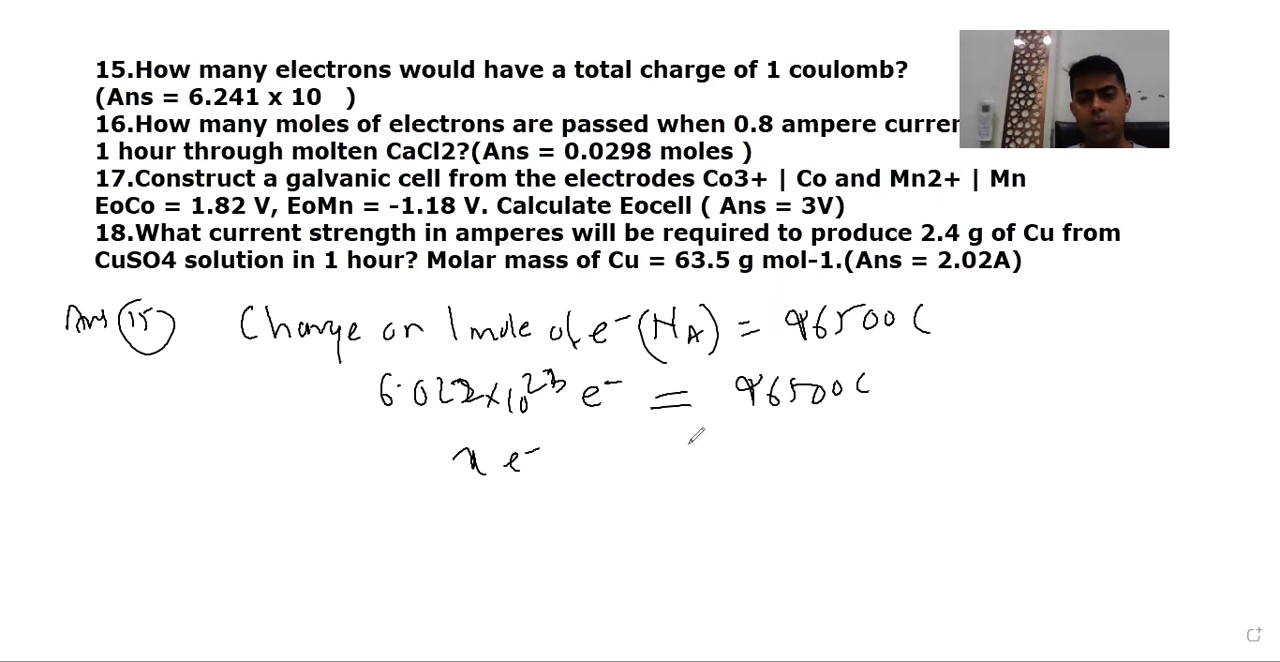 15.How many electrons would have a total charge of 1 coulomb?
(Ans = 6.241 x 10 )
16.How many moles of electrons are passed when 0.8 ampere curren
1 hour through molten CaCl2?(Ans = 0.0298 moles )
17.Construct a galvanic cell from the electrodes Co3+ | Co and Mn2+ | Mn
EoCo = 1.82 V, EoMn = -1.18 V. Calculate Eocell ( Ans = 3V)
18.What current strength in amperes will be required to produce 2.4 g of Cu from
CuSO4 solution in 1 hour? Molar mass of Cu = 63.5 g mol-1.(Ans = 2.02A)
Ans (15) Charge on 1 mole of e⁻ (NA) = 96500 C
6.022×10²³ e⁻ = 96500 C
x e⁻